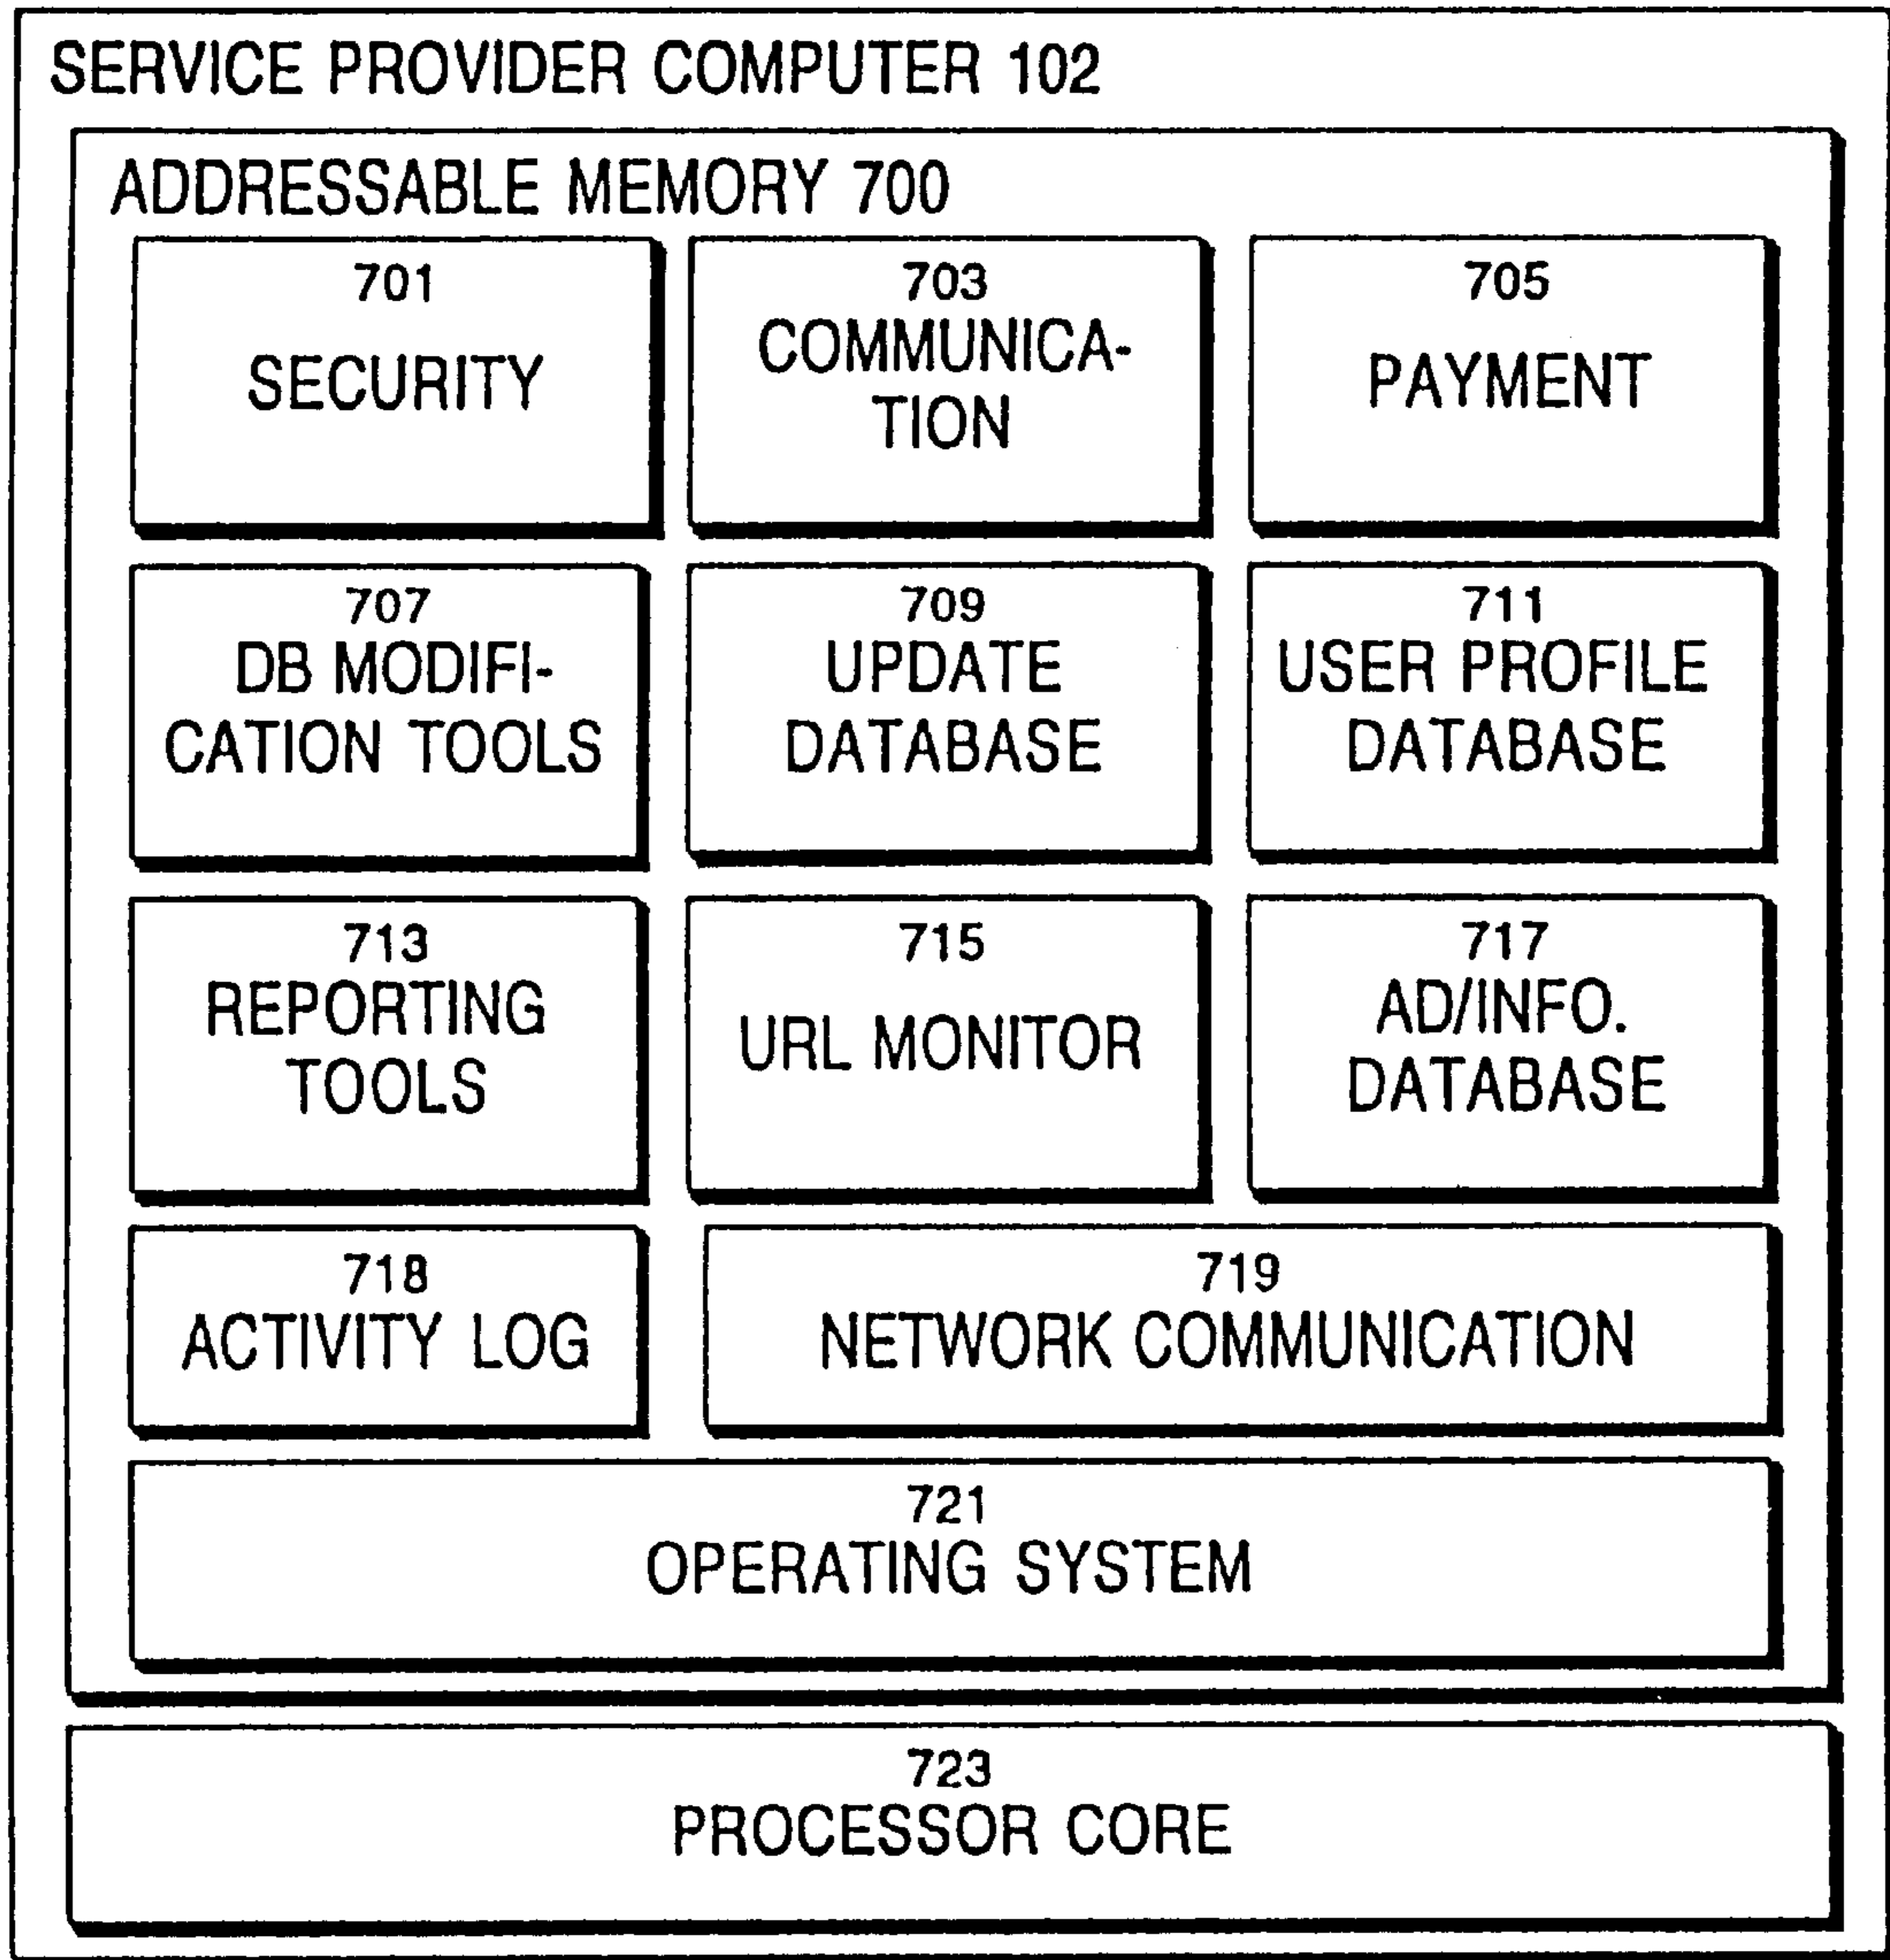 SERVICE PROVIDER COMPUTER 102
ADDRESSABLE MEMORY 700
701
SECURITY
703
COMMUNICA-
TION
705
PAYMENT
707
DB MODIFI-
CATION TOOLS
709
UPDATE
DATABASE
711
USER PROFILE
DATABASE
713
REPORTING
TOOLS
715
URL MONITOR
717
AD/INFO.
DATABASE
718
ACTIVITY LOG
719
NETWORK COMMUNICATION
721
OPERATING SYSTEM
723
PROCESSOR CORE